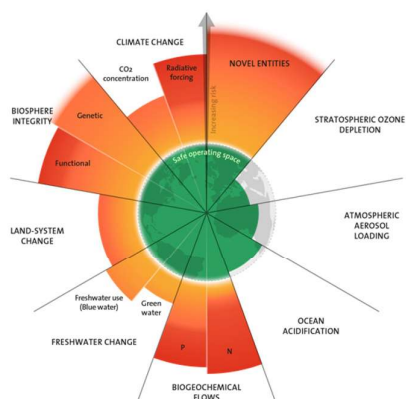 CLIMATE CHANGE
CO2
concentration
Radiative
forcing
Increasing risk
NOVEL ENTITIES
STRATOSPHERIC OZONE
DEPLETION
ATMOSPHERIC
AEROSOL
LOADING
OCEAN
ACIDIFICATION
N
P
BIOGEOCHEMICAL
FLOWS
Green
water
Freshwater use
(Blue water)
FRESHWATER CHANGE
LAND-SYSTEM
CHANGE
Functional
Genetic
BIOSPHERE
INTEGRITY
Safe operating space